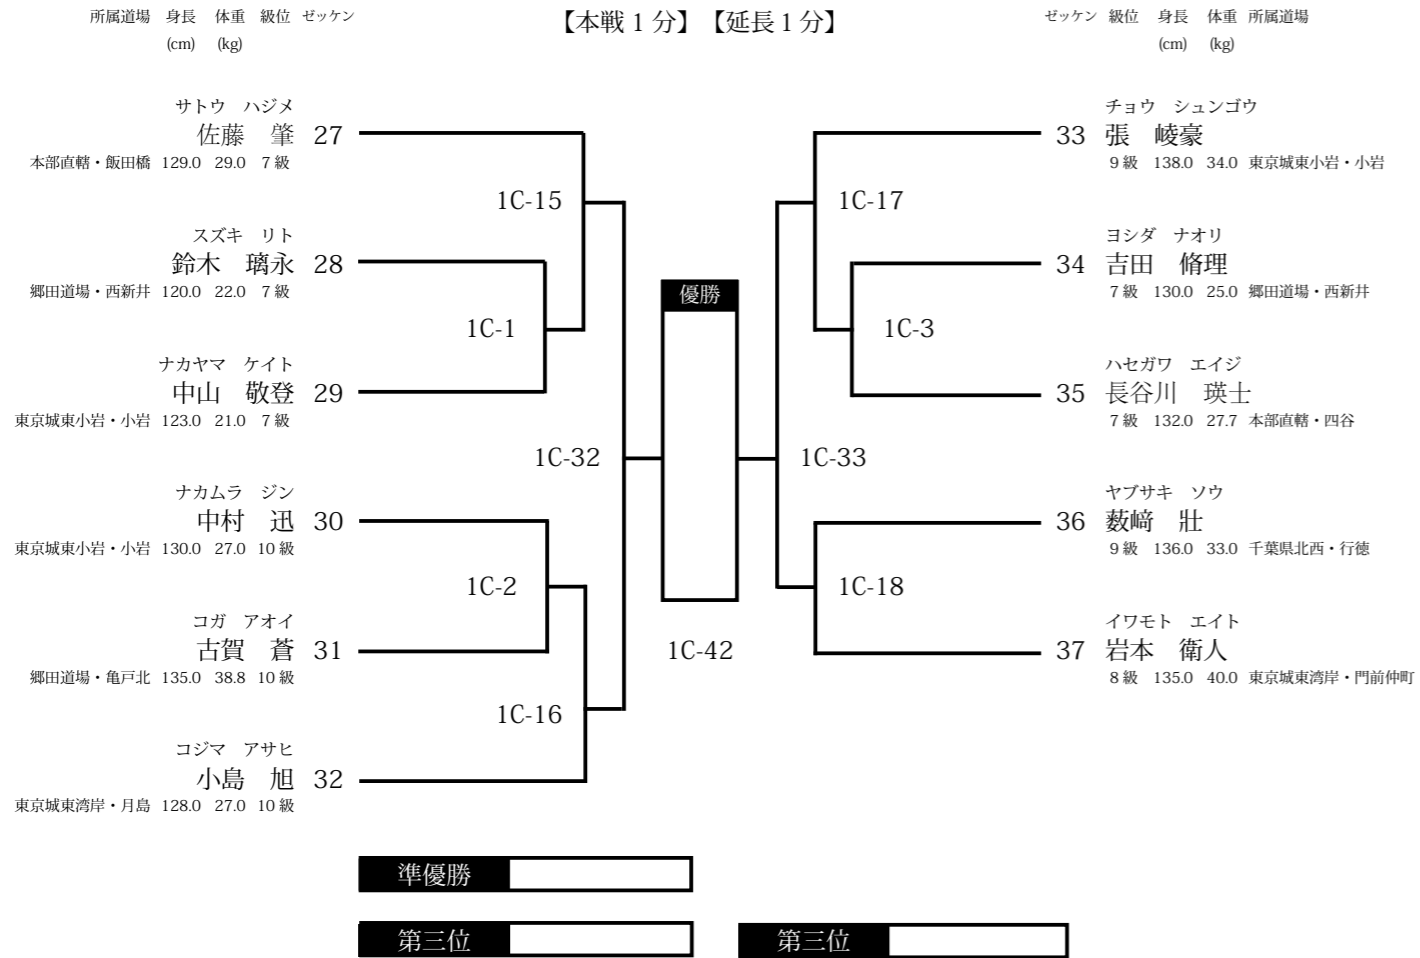 所属道場 身長 体重 級位 ゼッケン
(cm) (kg)
【本戦 1 分】【延長 1 分】
ゼッケン 級位 身長 体重 所属道場
(cm) (kg)
サトウ ハジメ
佐藤 肇 27
本部直轄・飯田橋 129.0 29.0 7 級
1C-15
スズキ リト
鈴木 璃永 28
郷田道場・西新井 120.0 22.0 7 級
1C-1
ナカヤマ ケイト
中山 敬登 29
東京城東小岩・小岩 123.0 21.0 7 級
1C-32
ナカムラ ジン
中村 迅 30
東京城東小岩・小岩 130.0 27.0 10 級
1C-2
コガ アオイ
古賀 蒼 31
郷田道場・亀戸北 135.0 38.8 10 級
1C-16
コジマ アサヒ
小島 旭 32
東京城東湾岸・月島 128.0 27.0 10 級
優勝
1C-42
チョウ シュンゴウ
33 張 崚豪
9 級 138.0 34.0 東京城東小岩・小岩
1C-17
ヨシダ ナオリ
34 吉田 脩理
7 級 130.0 25.0 郷田道場・西新井
1C-3
ハセガワ エイジ
35 長谷川 瑛士
7 級 132.0 27.7 本部直轄・四谷
1C-33
ヤブサキ ソウ
36 薮﨑 壯
9 級 136.0 33.0 千葉県北西・行徳
1C-18
イワモト エイト
37 岩本 衛人
8 級 135.0 40.0 東京城東湾岸・門前仲町
準優勝
第三位
第三位